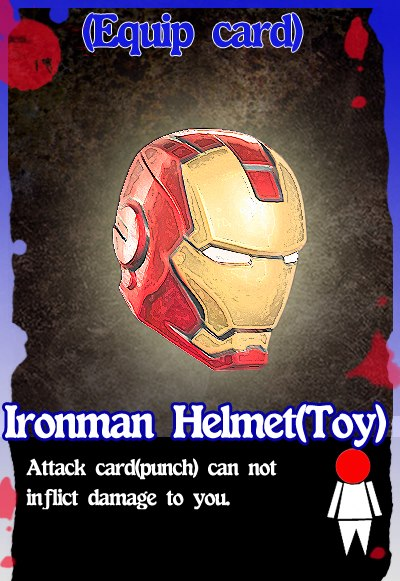 (Equip card)
Ironman Helmet(Toy)
Attack card(punch) can not
inflict damage to you.